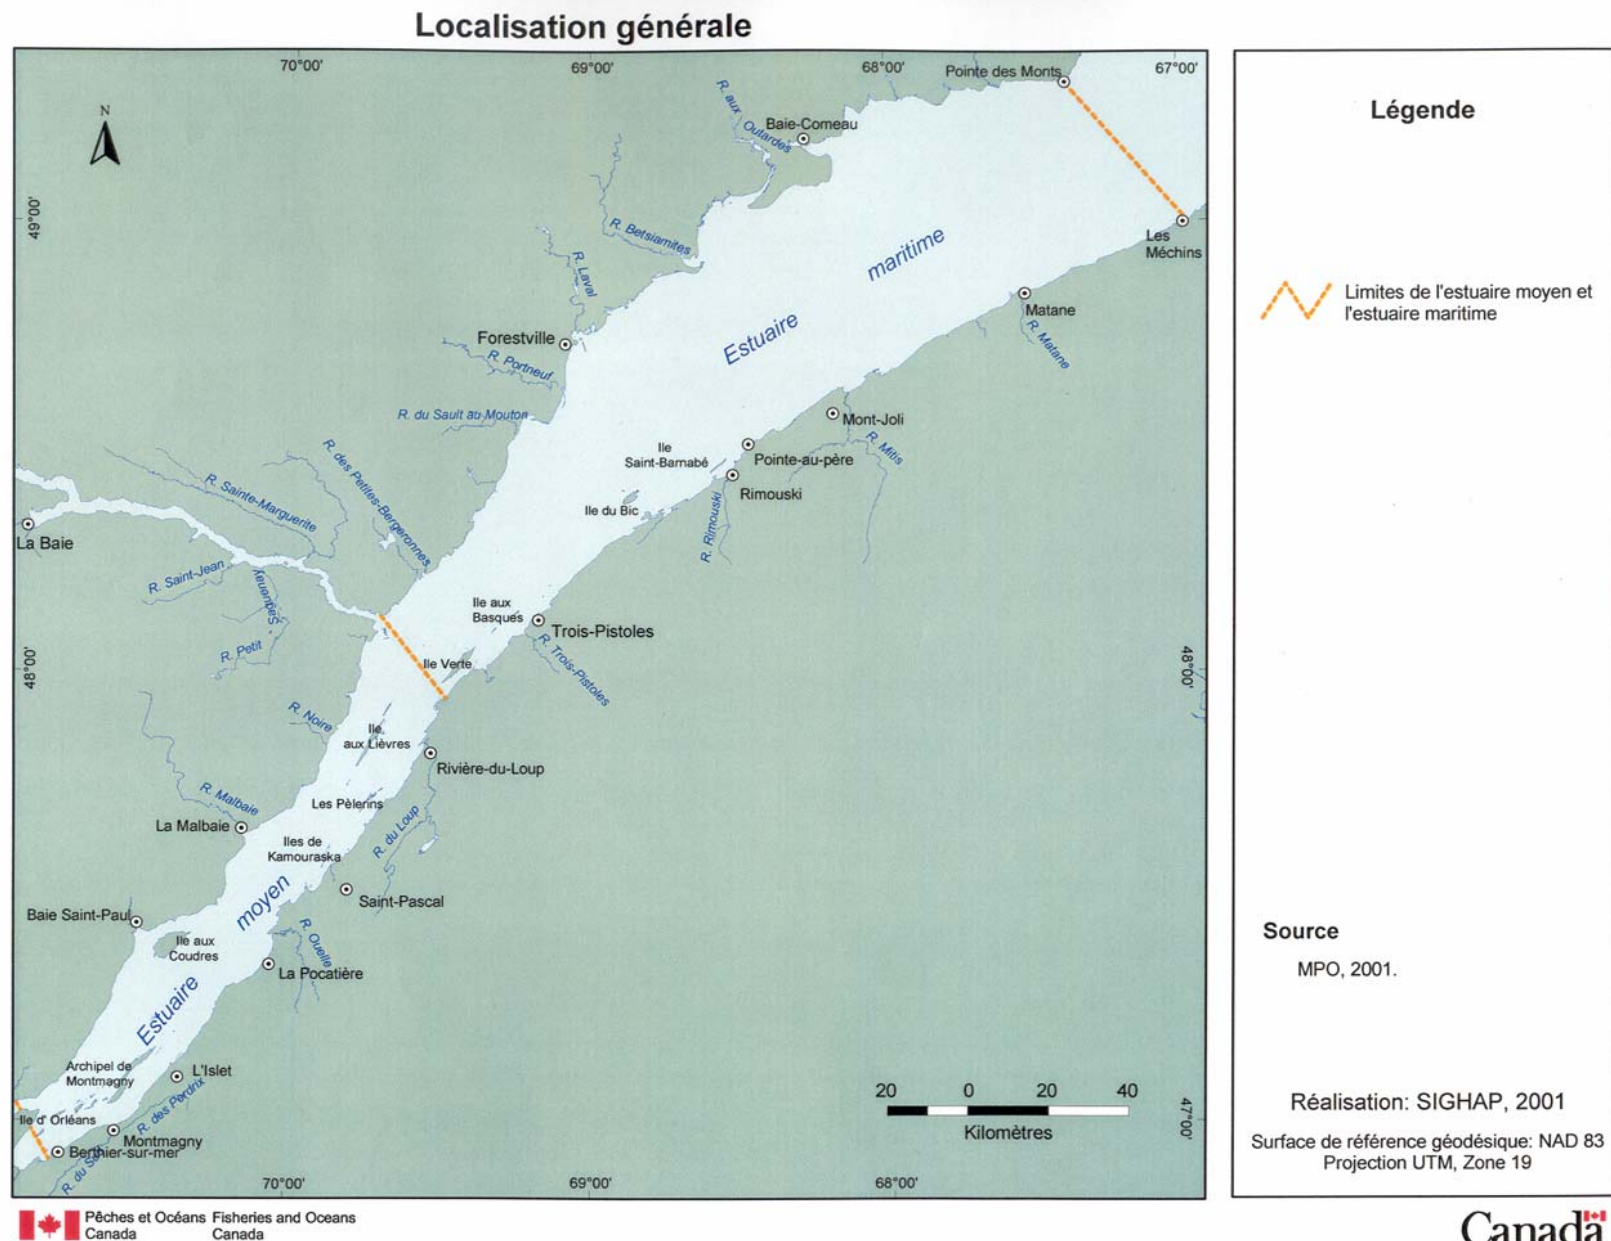 Localisation générale
70°00'
69°00'
68°00'
67°00'
Pointe des Monts
N
R. aux
Outardes
Baie-Comeau
49°00'
R. Betsiamites
Les
Méchins
maritime
R. Laval
Matane
R. Matane
Estuaire
Forestville
R. Portneuf
R. du Sault au Mouton
Mont-Joli
R. Mitis
Ile
Saint-Barnabé
Pointe-au-père
Rimouski
R. Rimouski
Ile du Bic
R. des Petites-Bergeronnes
R. Sainte-Marguerite
La Baie
R. Saint-Jean
Saguenay
R. Petit
Ile aux
Basques
Trois-Pistoles
R. Trois-Pistoles
Ile Verte
48°00'
48°00'
R. Noire
Ile
aux Lièvres
Rivière-du-Loup
Les Pèlerins
R. Malbaie
La Malbaie
R. du Loup
Iles de
Kamouraska
Saint-Pascal
moyen
Baie Saint-Paul
Ile aux
Coudres
R. Ouelle
La Pocatière
Estuaire
Archipel de
Montmagny
L'Islet
R. des Perdrix
Ile d' Orléans
Montmagny
Berthier-sur-mer
R. du Sud
20 0 20 40
Kilomètres
47°00'
70°00'
69°00'
68°00'
Légende
Limites de l'estuaire moyen et
l'estuaire maritime
Source
MPO, 2001.
Réalisation: SIGHAP, 2001
Surface de référence géodésique: NAD 83
Projection UTM, Zone 19
Pêches et Océans Fisheries and Oceans
Canada Canada
Canada